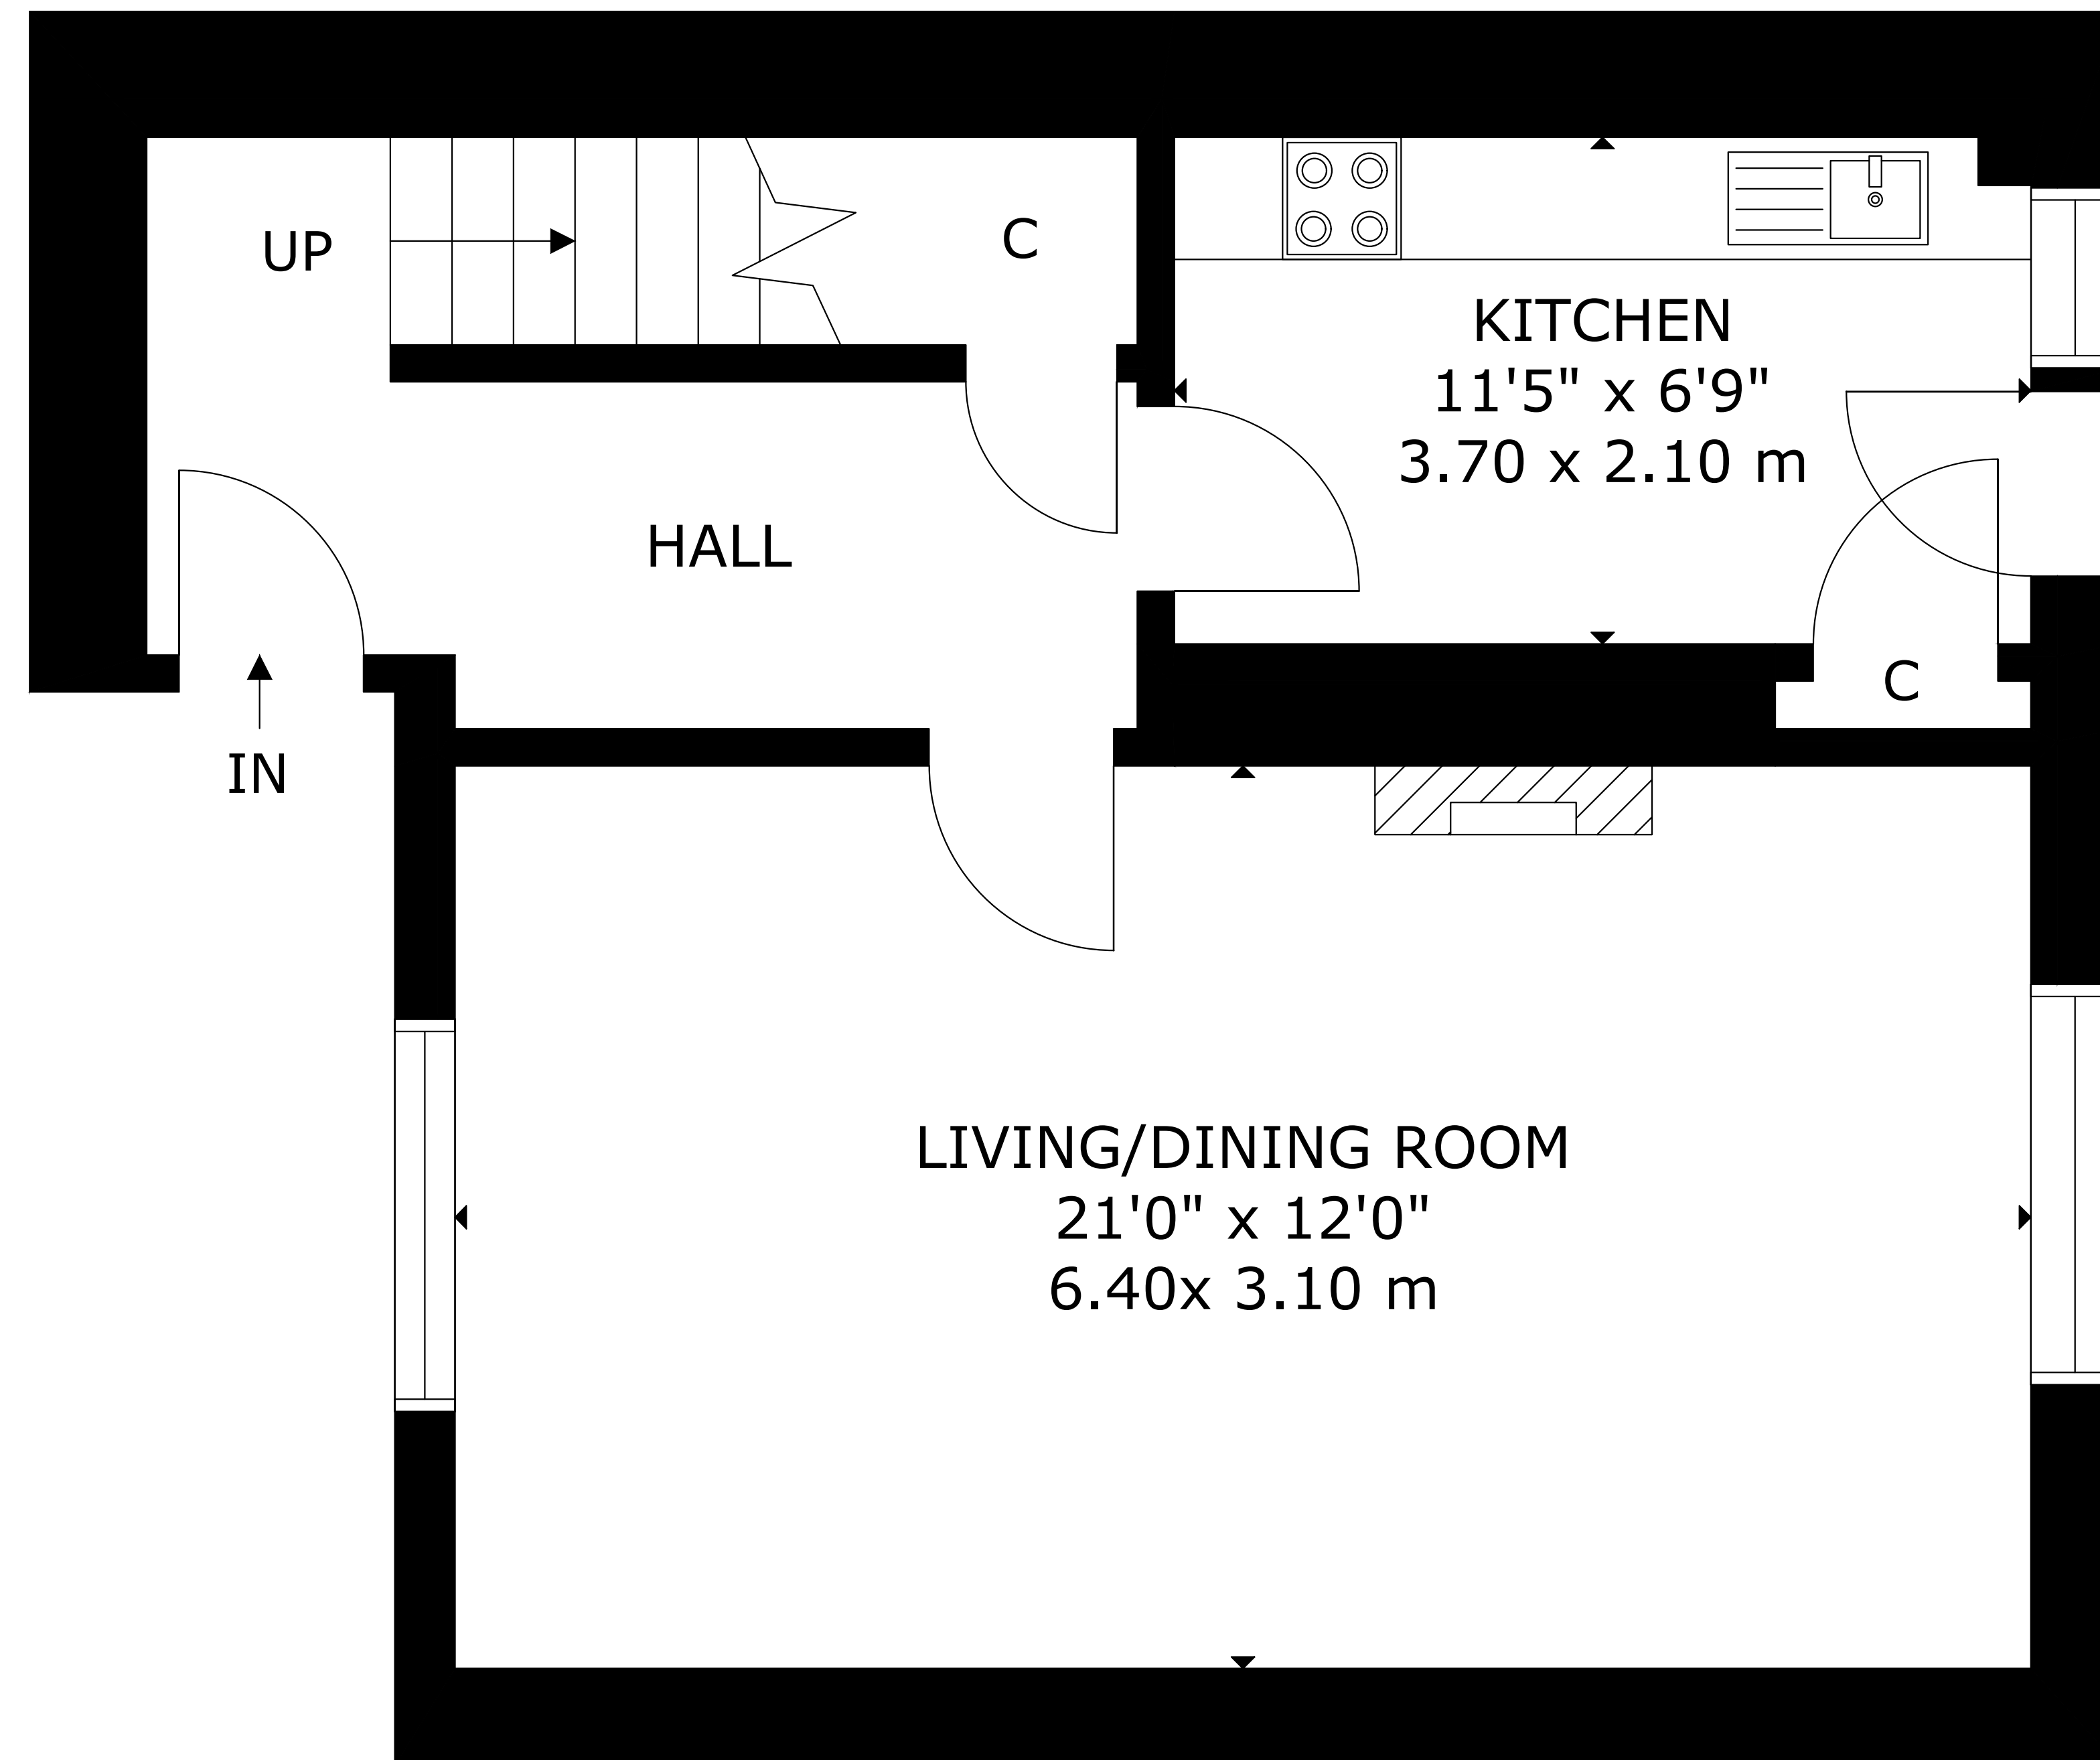 UP
C
KITCHEN
11'5" x 6'9"
3.70 x 2.10 m
HALL
C
IN
LIVING/DINING ROOM
21'0" x 12'0"
6.40x 3.10 m